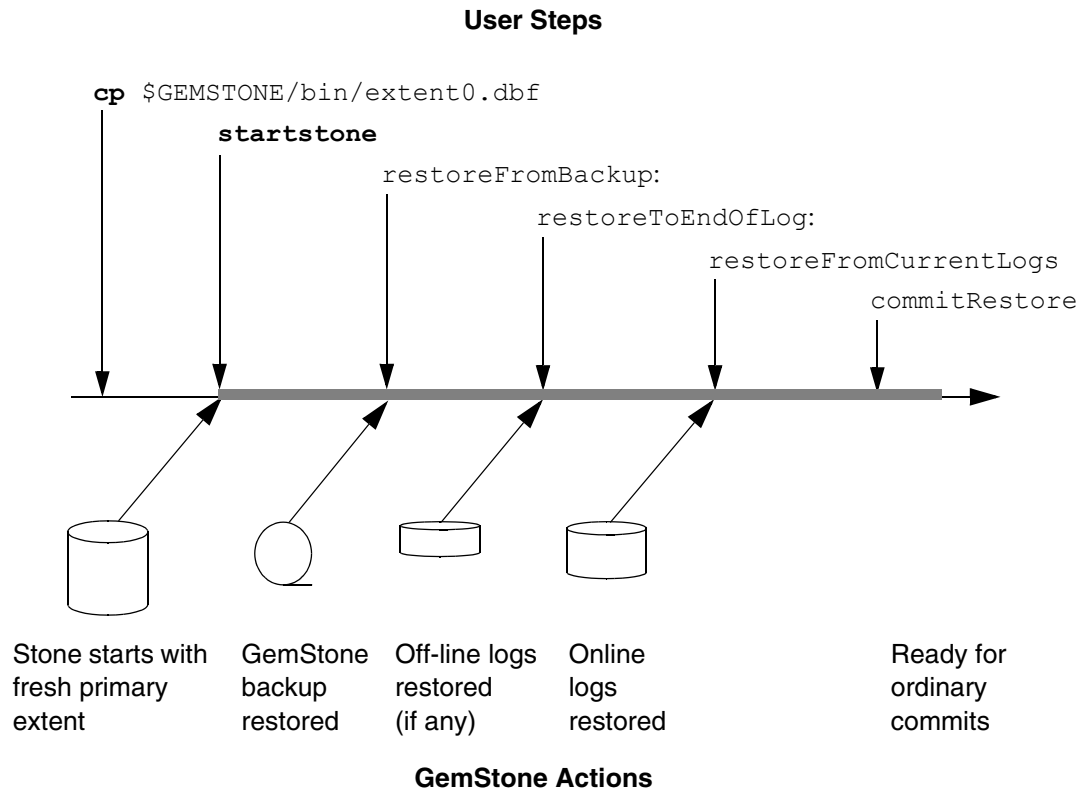 User Steps
cp $GEMSTONE/bin/extent0.dbf
startstone
restoreFromBackup:
restoreToEndOfLog:
restoreFromCurrentLogs
commitRestore
Stone starts with
fresh primary
extent
GemStone
backup
restored
Off-line logs
restored
(if any)
Online
logs
restored
Ready for
ordinary
commits
GemStone Actions